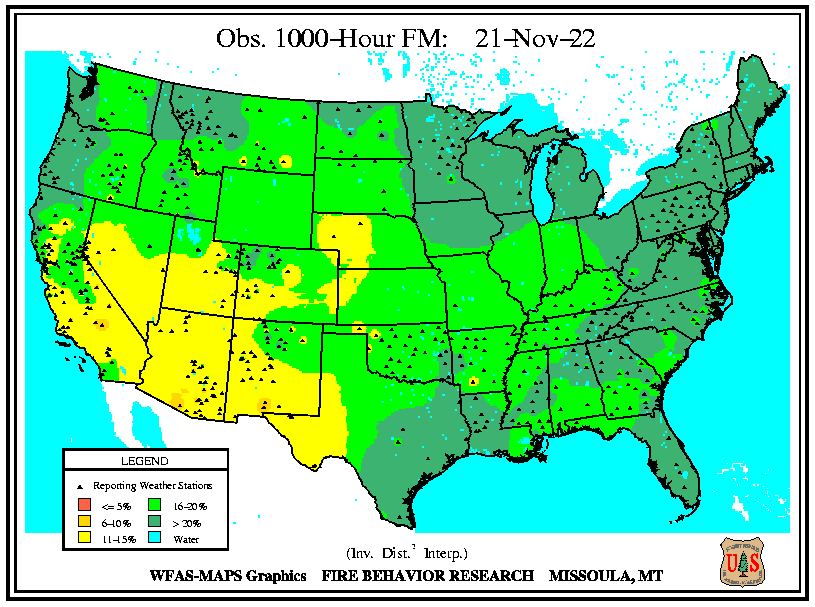 Obs. 1000-Hour FM: 21-Nov-22
LEGEND
Reporting Weather Stations
<= 5% 16-20%
6-10% > 20%
11-15% Water
(Inv. Dist.² Interp.)
WFAS-MAPS Graphics FIRE BEHAVIOR RESEARCH MISSOULA, MT
U S